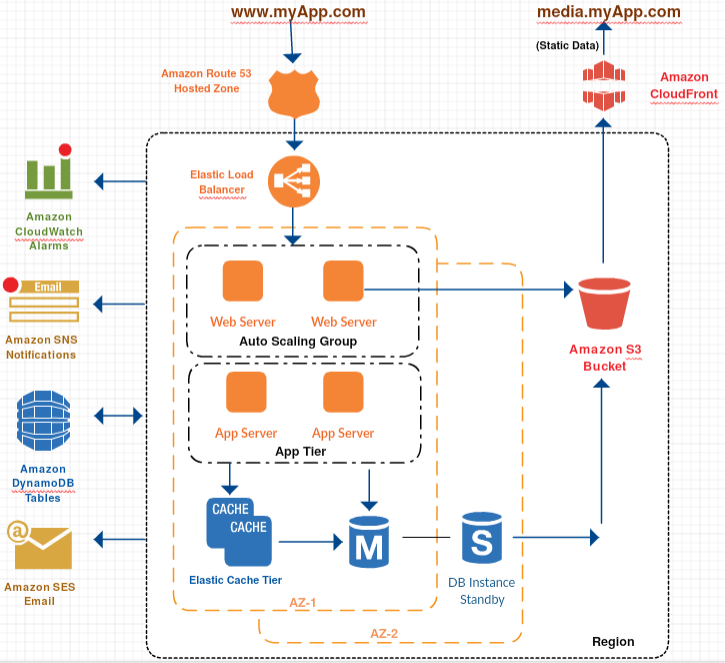 www.myApp.com
media.myApp.com
(Static Data)
Amazon Route 53
Hosted Zone
Amazon
CloudFront
Elastic Load
Balancer
Amazon
CloudWatch
Alarms
Email
Amazon SNS
Notifications
Web Server
Web Server
Auto Scaling Group
Amazon S3
Bucket
App Server
App Server
App Tier
Amazon
DynamoDB
Tables
CACHE
CACHE
M
S
@
Elastic Cache Tier
DB Instance
Standby
Amazon SES
Email
AZ-1
AZ-2
Region